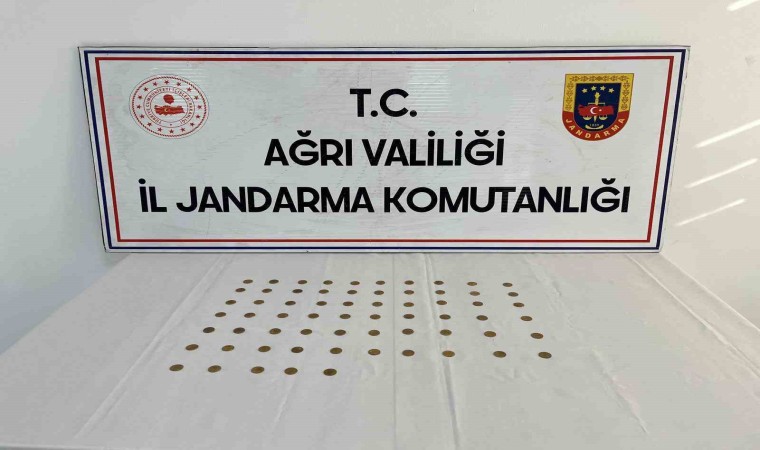 T.C.
AĞRI VALİLİĞİ
İL JANDARMA KOMUTANLIĞI
JANDARMA